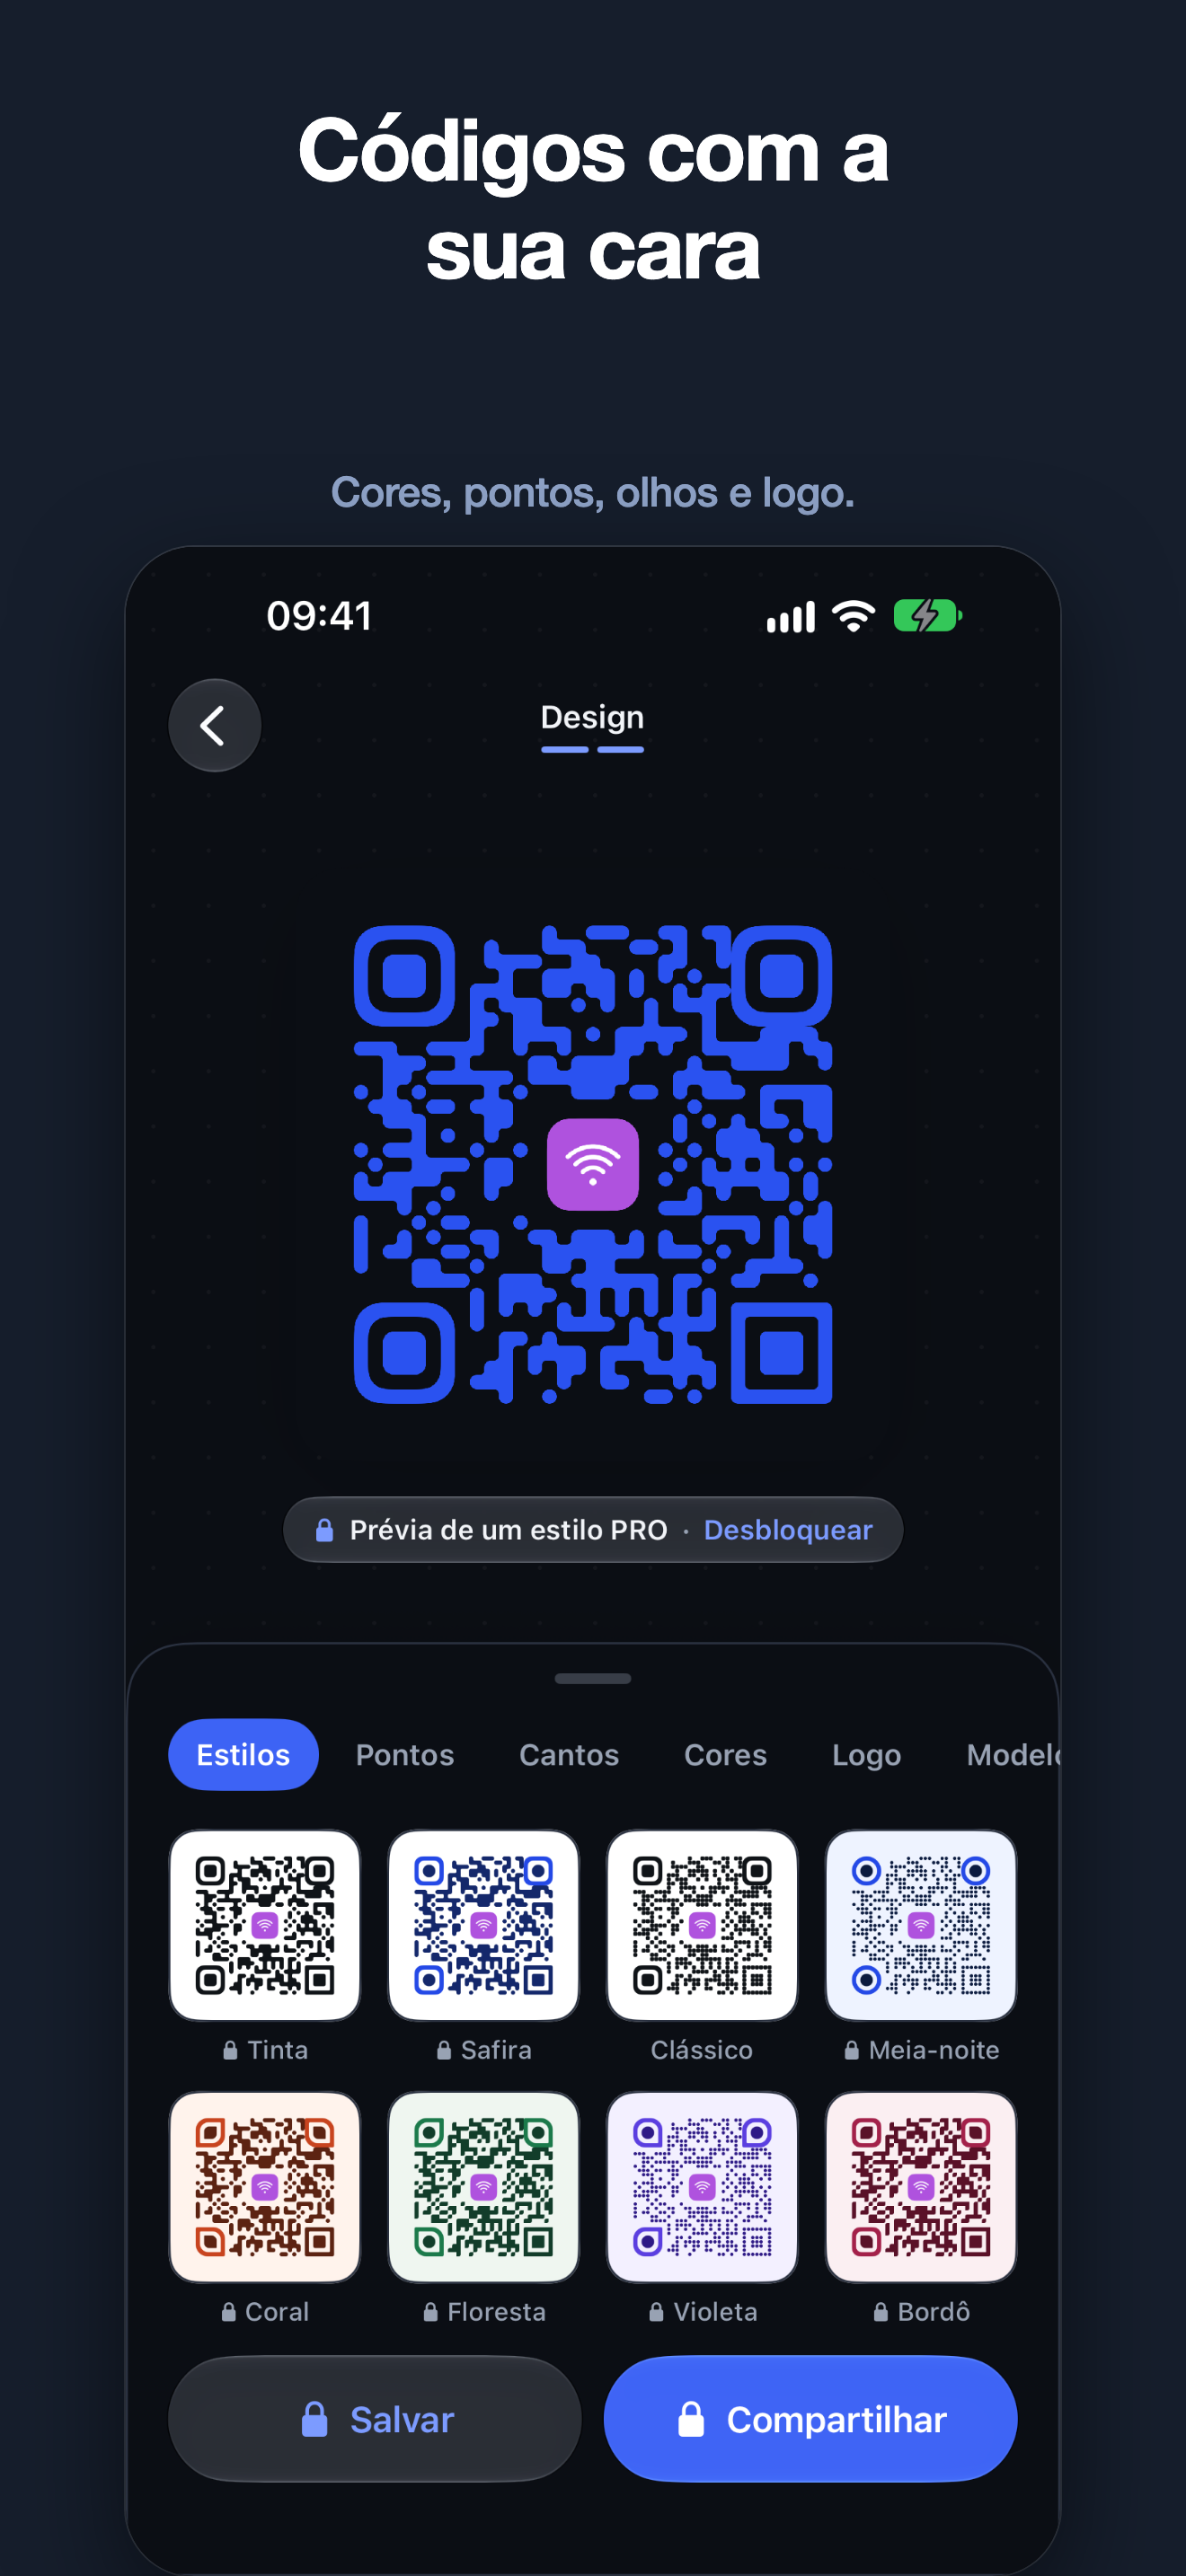 Códigos com a
sua cara
Cores, pontos, olhos e logo.
09:41
Design
Prévia de um estilo PRO · Desbloquear
Estilos Pontos Cantos Cores Logo
Tinta Safira Clássico Meia-noite
Coral Floresta Violeta Bordô
Salvar Compartilhar